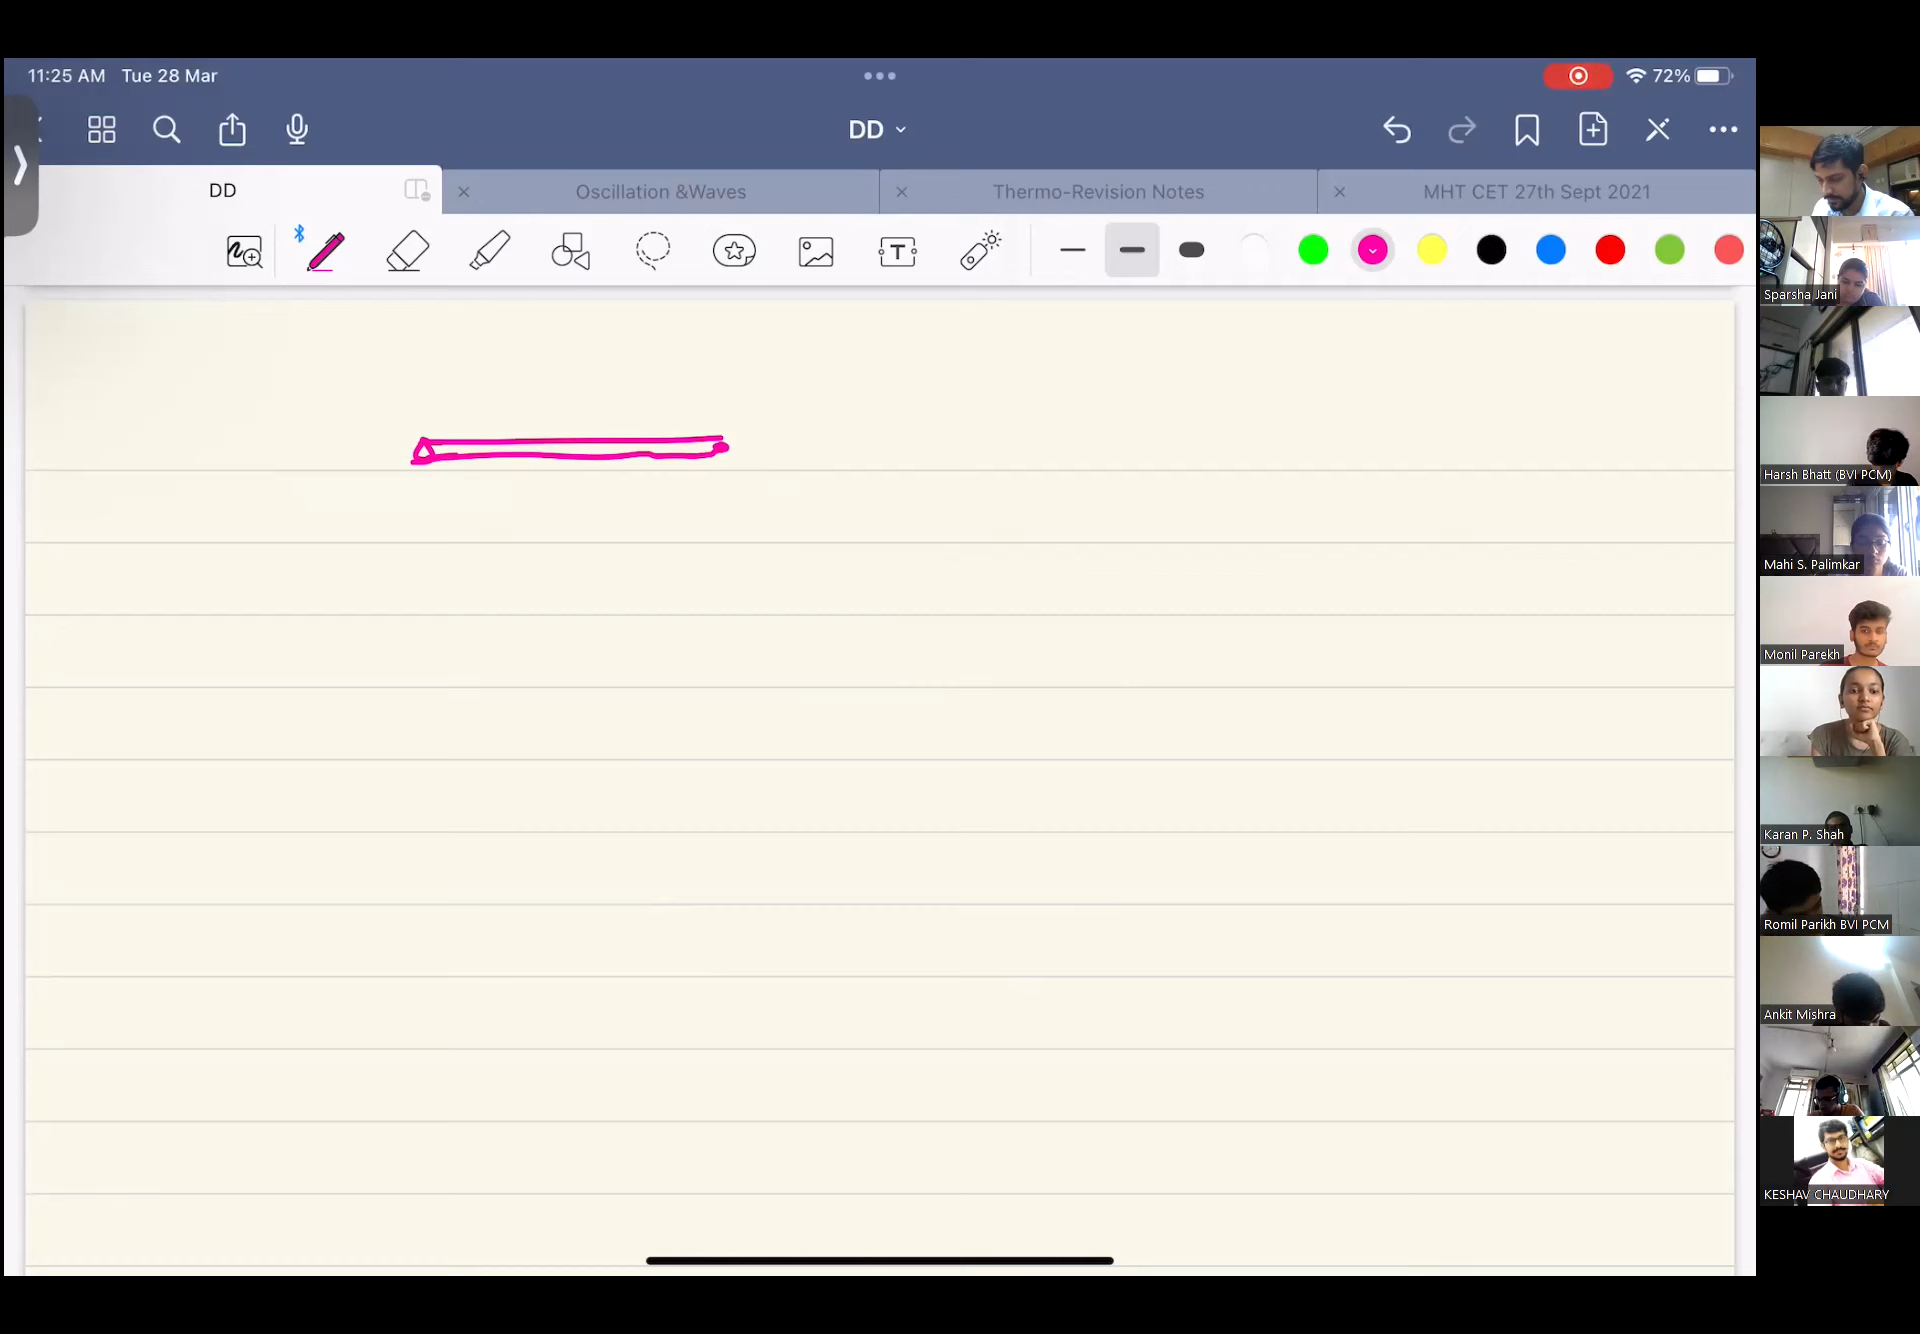 11:25 AM Tue 28 Mar
72%
DD
DD
Oscillation &Waves
Thermo-Revision Notes
MHT CET 27th Sept 2021
T
Sparsha Jani
Harsh Bhatt (BVI PCM)
Mahi S. Palimkar
Monil Parekh
Karan P. Shah
Romil Parikh BVI PCM
Ankit Mishra
KESHAV CHAUDHARY